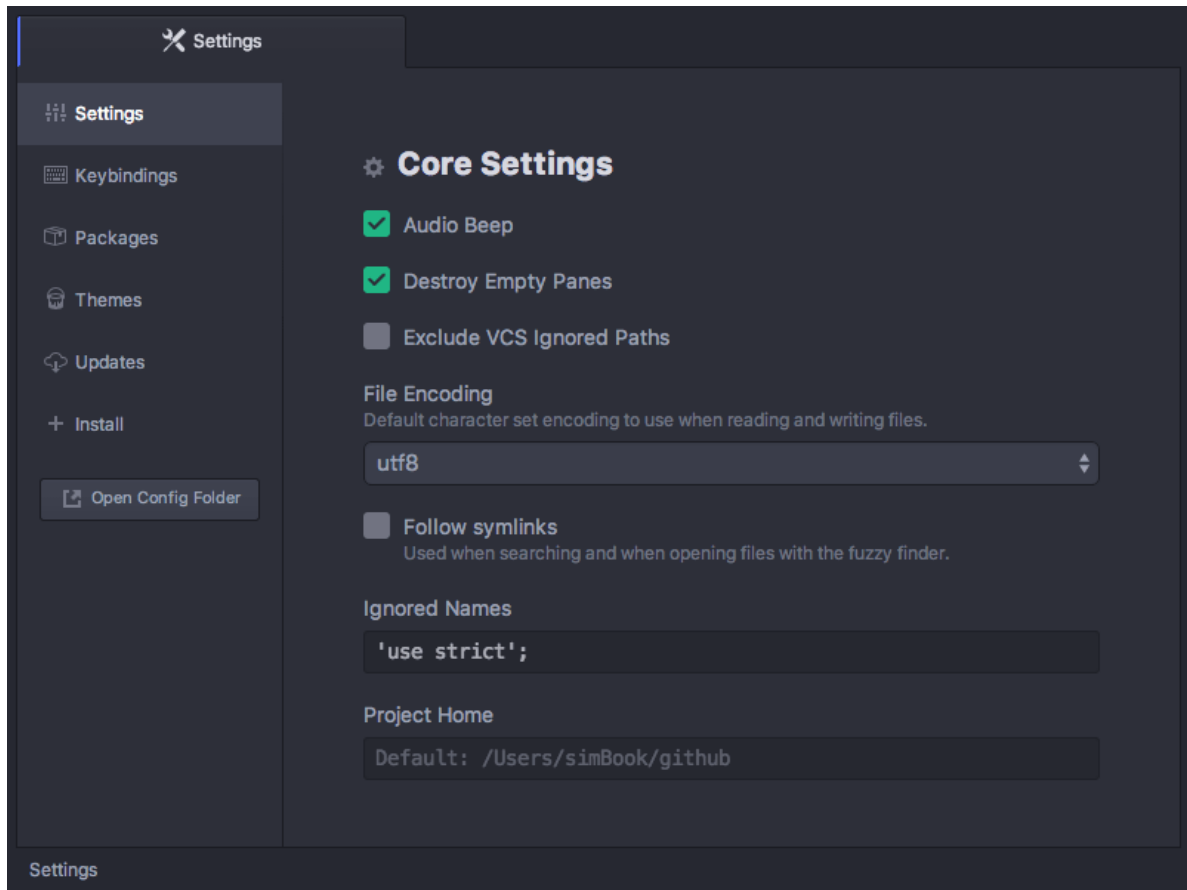 Settings
Settings
Keybindings
Packages
Themes
Updates
Install
Open Config Folder
Core Settings
Audio Beep
Destroy Empty Panes
Exclude VCS Ignored Paths
File Encoding
Default character set encoding to use when reading and writing files.
utf8
Follow symlinks
Used when searching and when opening files with the fuzzy finder.
Ignored Names
'use strict';
Project Home
Default: /Users/simBook/github
Settings